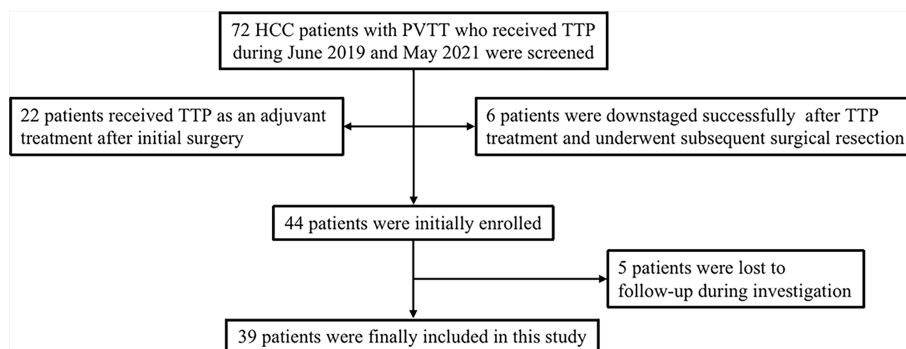 72 HCC patients with PVTT who received TTP
during June 2019 and May 2021 were screened
22 patients received TTP as an adjuvant
treatment after initial surgery
6 patients were downstaged successfully after TTP
treatment and underwent subsequent surgical resection
44 patients were initially enrolled
5 patients were lost to
follow-up during investigation
39 patients were finally included in this study